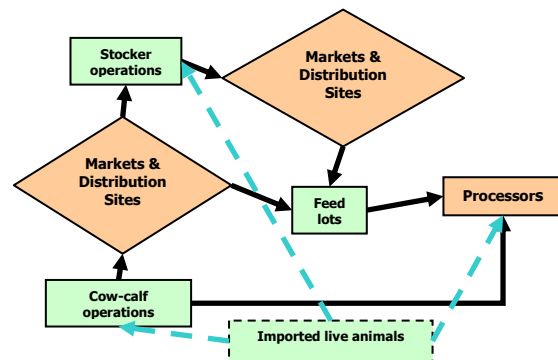 Stocker
operations
Markets &
Distribution
Sites
Markets &
Distribution
Sites
Feed
lots
Processors
Cow-calf
operations
Imported live animals